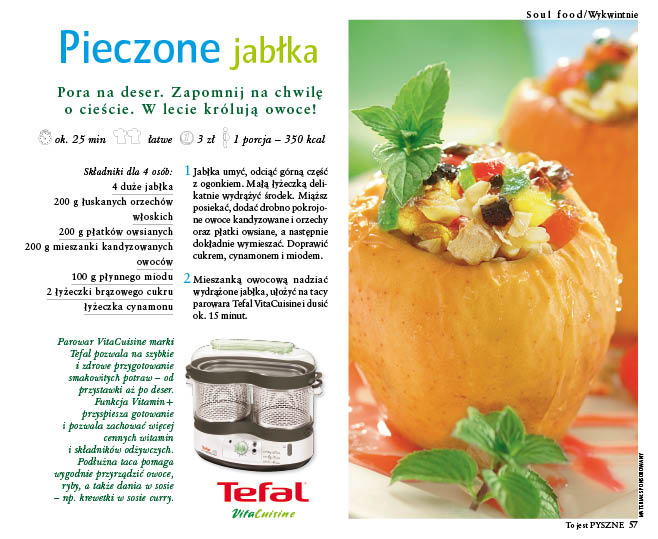 Soul food/Wykwintnie
Pieczone jabłka
Pora na deser. Zapomnij na chwilę
o cieście. W lecie królują owoce!
ok. 25 min łatwe 3 zł 1 porcja – 350 kcal
Składniki dla 4 osób:
4 duże jabłka
200 g łuskanych orzechów
włoskich
200 g płatków owsianych
200 g mieszanki kandyzowanych
owoców
100 g płynnego miodu
2 łyżeczki brązowego cukru
łyżeczka cynamonu
1 Jabłka umyć, odciąć górną część
z ogonkiem. Małą łyżeczką deli-
katnie wydrążyć środek. Miąższ
posiekać, dodać drobno pokrojo-
ne owoce kandyzowane i orzechy
oraz płatki owsiane, a następnie
dokładnie wymieszać. Doprawić
cukrem, cynamonem i miodem.
2 Mieszanką owocową nadziać
wydrążone jabłka, ułożyć na tacy
parowara Tefal VitaCuisine i dusić
ok. 15 minut.
Parowar VitaCuisine marki
Tefal pozwala na szybkie
i zdrowe przygotowanie
smakowitych potraw – od
przystawki aż po deser.
Funkcja Vitamin+
przyspiesza gotowanie
i pozwala zachować więcej
cennych witamin
i składników odżywczych.
Podłużna taca pomaga
wygodnie przyrządzić owoce,
ryby, a także dania w sosie
– np. krewetki w sosie curry.
Tefal
Tefal
VitaCuisine
MATERIAŁ SPONSOROWANY
To jest PYSZNE 57